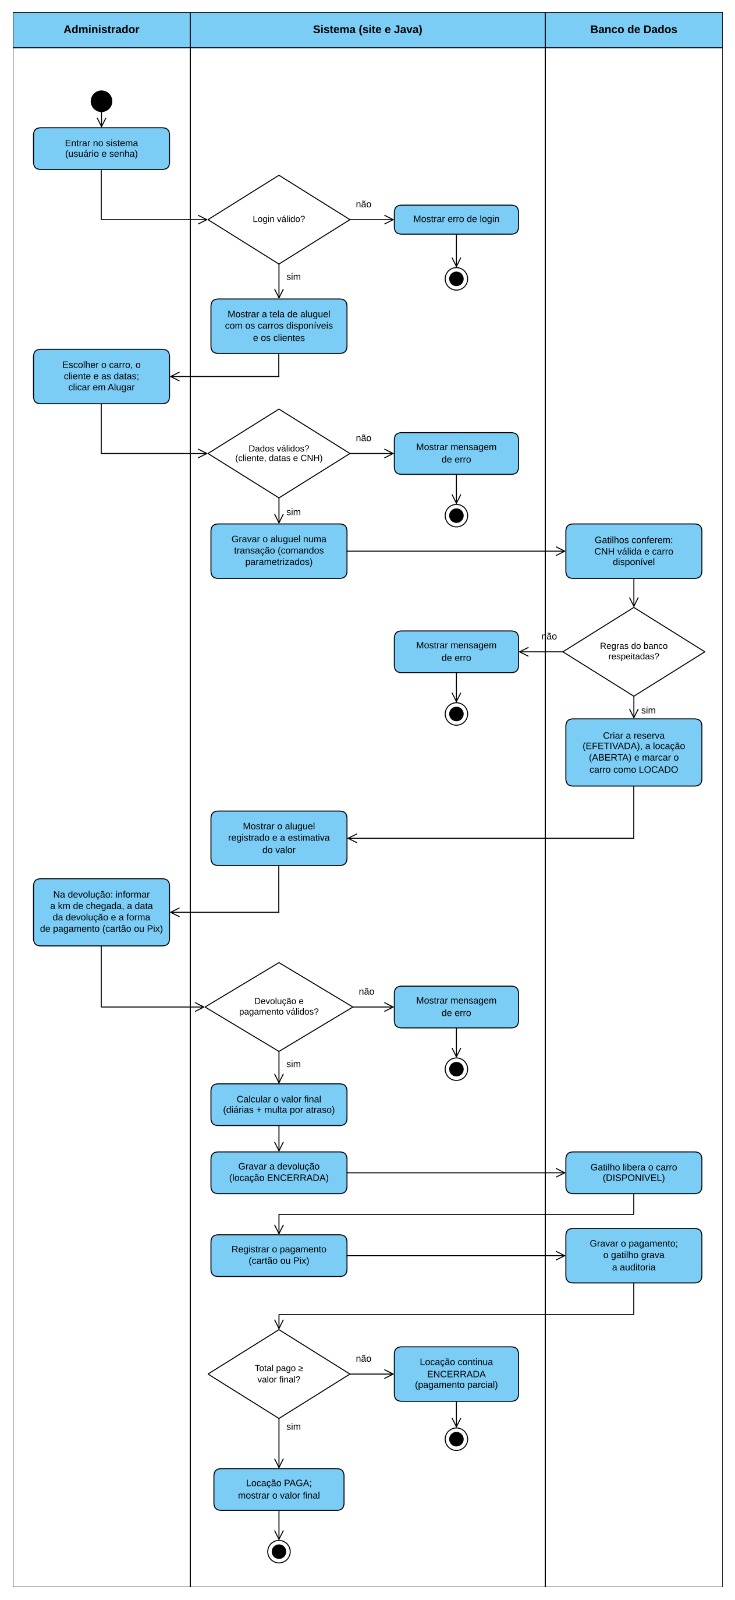 Administrador
Sistema (site e Java)
Banco de Dados
Entrar no sistema
(usuário e senha)
Login válido?
não
Mostrar erro de login
sim
Mostrar a tela de aluguel
com os carros disponíveis
e os clientes
Escolher o carro, o
cliente e as datas;
clicar em Alugar
Dados válidos?
(cliente, datas e CNH)
não
Mostrar mensagem
de erro
sim
Gravar o aluguel numa
transação (comandos
parametrizados)
Gatilhos conferem:
CNH válida e carro
disponível
Regras do banco
respeitadas?
não
Mostrar mensagem
de erro
sim
Criar a reserva
(EFETIVADA), a locação
(ABERTA) e marcar o
carro como LOCADO
Mostrar o aluguel
registrado e a estimativa
do valor
Na devolução: informar
a km de chegada, a data
da devolução e a forma
de pagamento (cartão ou Pix)
Devolução e
pagamento válidos?
não
Mostrar mensagem
de erro
sim
Calcular o valor final
(diárias + multa por atraso)
Gravar a devolução
(locação ENCERRADA)
Gatilho libera o carro
(DISPONIVEL)
Registrar o pagamento
(cartão ou Pix)
Gravar o pagamento;
o gatilho grava
a auditoria
Total pago ≥
valor final?
não
Locação continua
ENCERRADA
(pagamento parcial)
sim
Locação PAGA;
mostrar o valor final